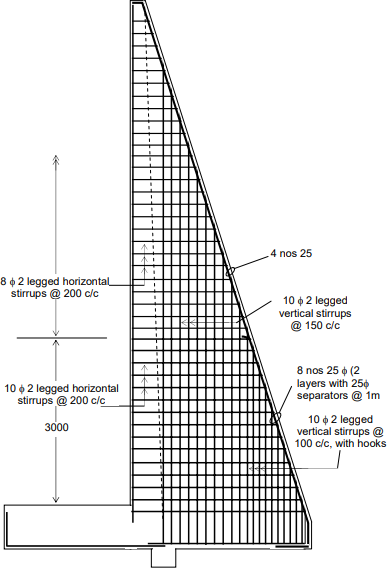 4 nos 25
8 ϕ 2 legged horizontal
stirrups @ 200 c/c
10 ϕ 2 legged
vertical stirrups
@ 150 c/c
8 nos 25 ϕ (2
layers with 25ϕ
separators @ 1m
10 ϕ 2 legged horizontal
stirrups @ 200 c/c
10 ϕ 2 legged
vertical stirrups @
100 c/c, with hooks
3000